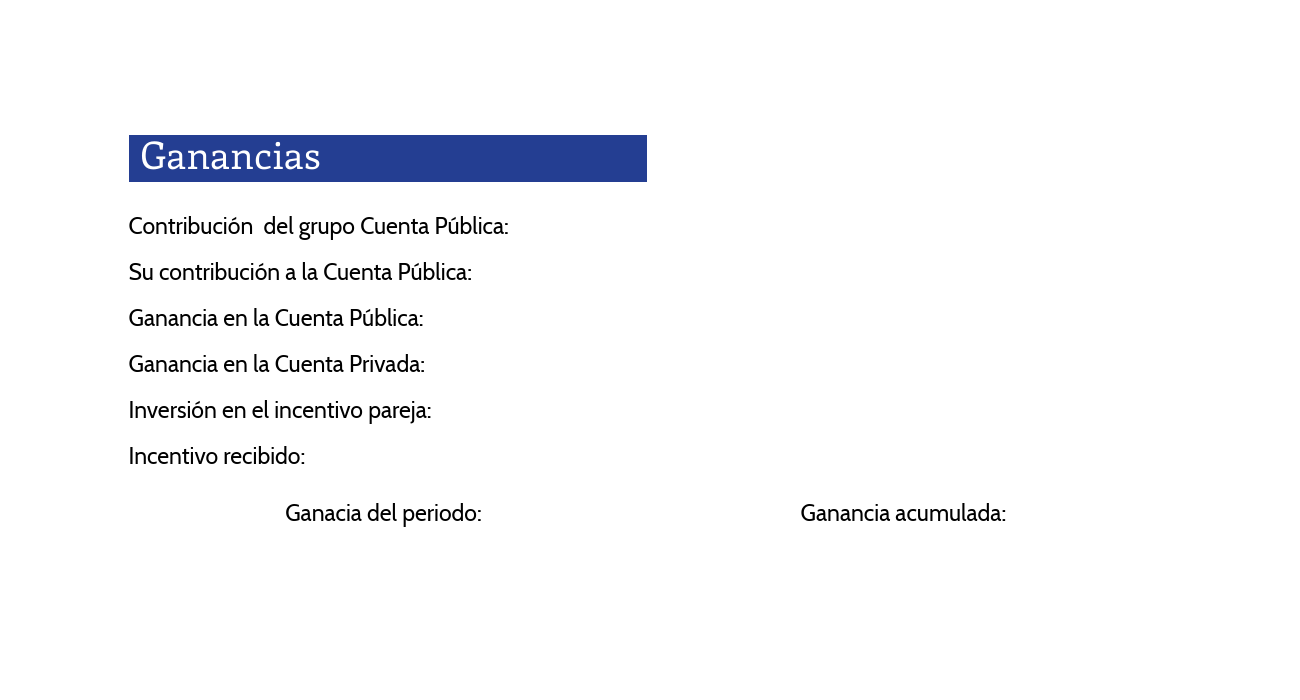 Ganancias
Contribución  del grupo Cuenta Pública:
Su contribución a la Cuenta Pública:
Ganancia en la Cuenta Pública:
Ganancia en la Cuenta Privada:
Inversión en el incentivo pareja:
Incentivo recibido:
Ganacia del periodo: Ganancia acumulada: